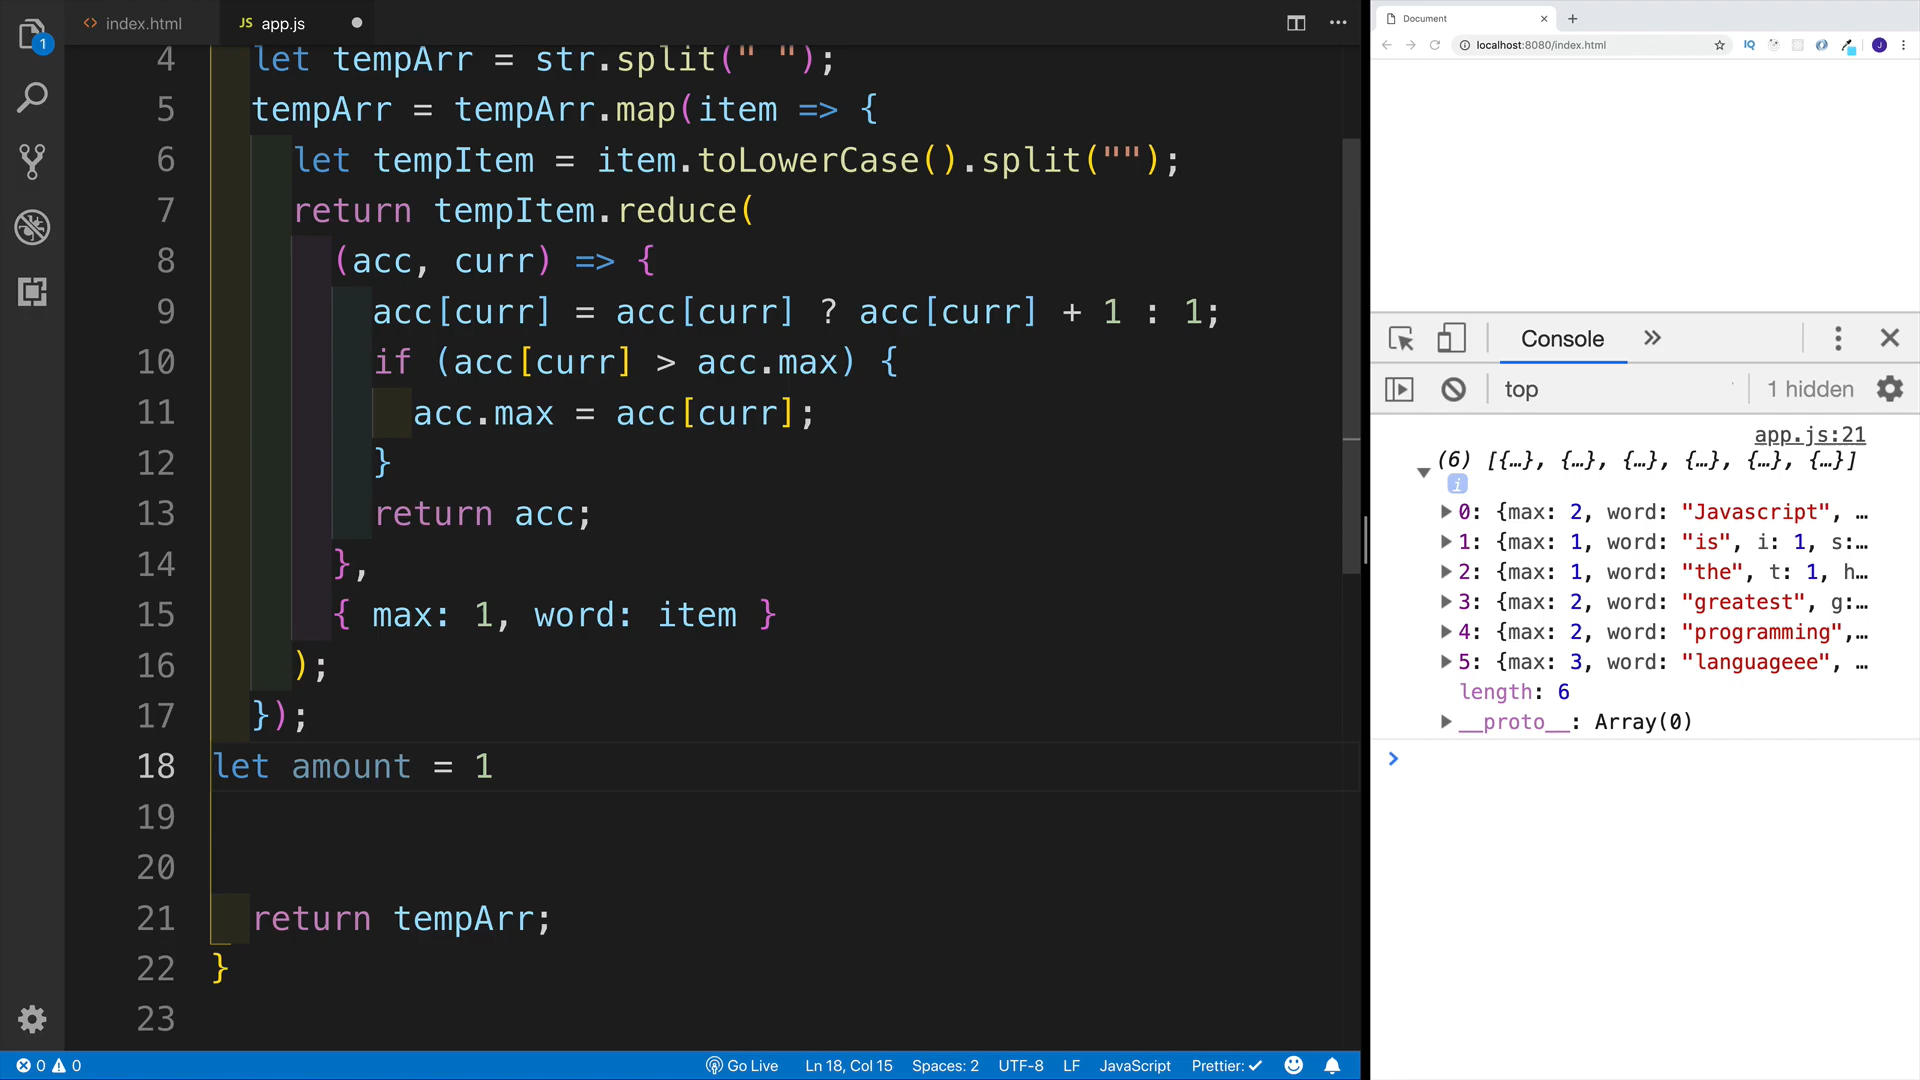 index.html
JS app.js
4 let tempArr = str.split(" ");
5 tempArr = tempArr.map(item => {
6 let tempItem = item.toLowerCase().split("");
7 return tempItem.reduce(
8 (acc, curr) => {
9 acc[curr] = acc[curr] ? acc[curr] + 1 : 1;
10 if (acc[curr] > acc.max) {
11 acc.max = acc[curr];
12 }
13 return acc;
14 },
15 { max: 1, word: item }
16 );
17 });
18 let amount = 1
19
20
21 return tempArr;
22 }
23
1
0 0
Go Live
Ln 18, Col 15
Spaces: 2
UTF-8
LF
JavaScript
Prettier: ✓
Document
localhost:8080/index.html
IQ
J
Console
top
1 hidden
app.js:21
(6) [{…}, {…}, {…}, {…}, {…}, {…}]
i
0: {max: 2, word: "Javascript", …
1: {max: 1, word: "is", i: 1, s:…
2: {max: 1, word: "the", t: 1, h…
3: {max: 2, word: "greatest", g:…
4: {max: 2, word: "programming",…
5: {max: 3, word: "languageee", …
length: 6
__proto__: Array(0)